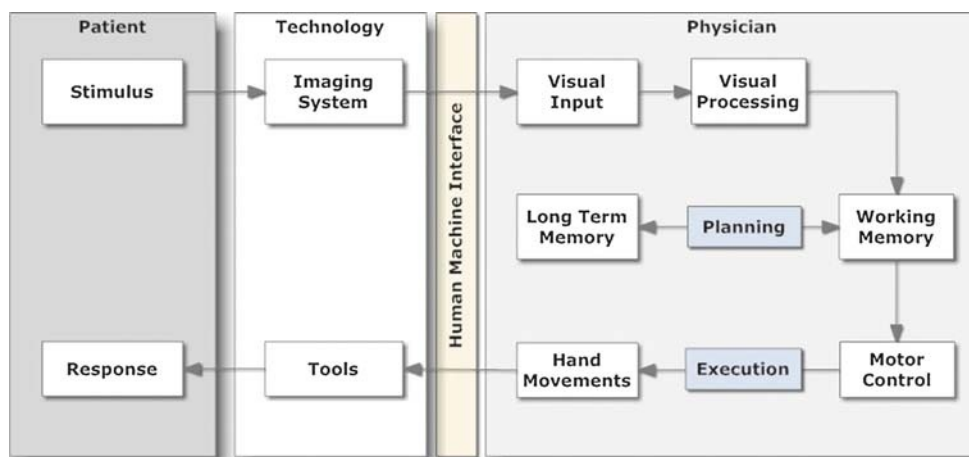 Patient
Technology
Physician
Human Machine Interface
Stimulus
Imaging
System
Visual
Input
Visual
Processing
Long Term
Memory
Planning
Working
Memory
Response
Tools
Hand
Movements
Execution
Motor
Control